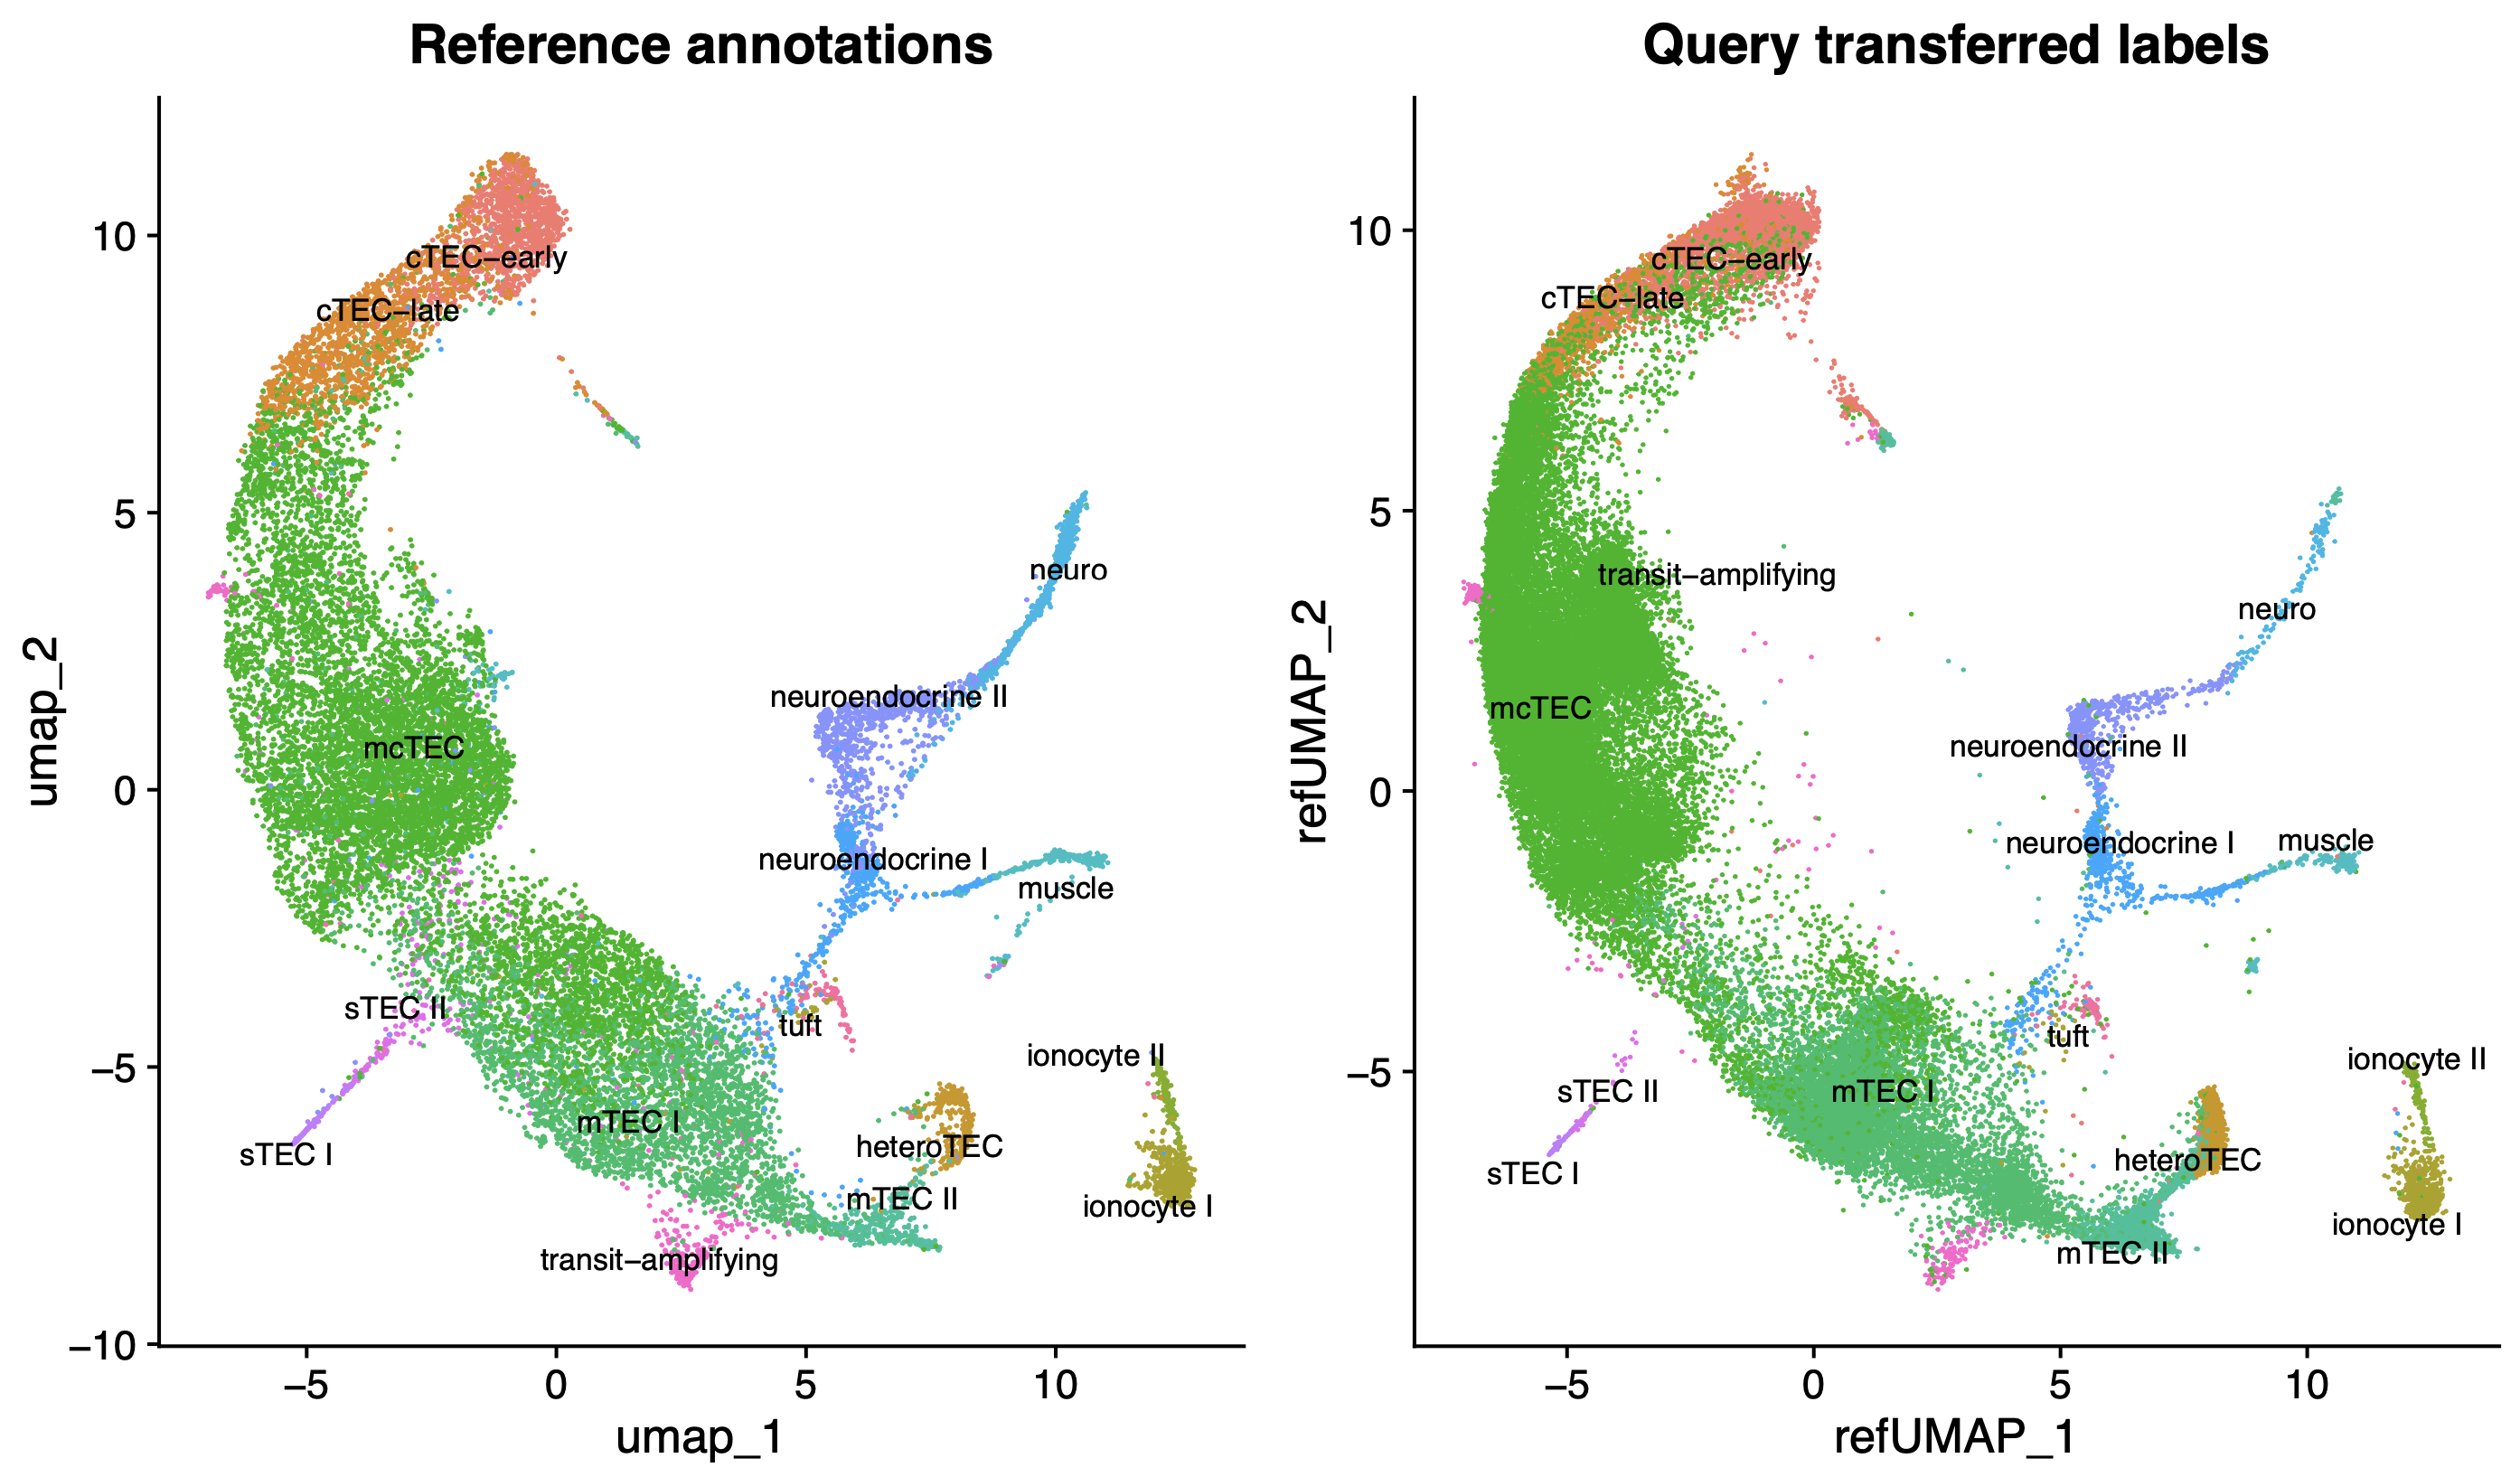 Reference annotations
10
5
0
−5
−10
−5
0
5
10
umap_2
umap_1
cTEC−early
cTEC−late
neuro
neuroendocrine II
mcTEC
neuroendocrine I
muscle
sTEC II
tuft
ionocyte II
mTEC I
heteroTEC
sTEC I
mTEC II
ionocyte I
transit−amplifying
Query transferred labels
10
5
0
−5
−5
0
5
10
refUMAP_2
refUMAP_1
cTEC−early
cTEC−late
transit−amplifying
neuro
mcTEC
neuroendocrine II
neuroendocrine I
muscle
tuft
ionocyte II
sTEC II
mTEC I
heteroTEC
sTEC I
ionocyte I
mTEC II